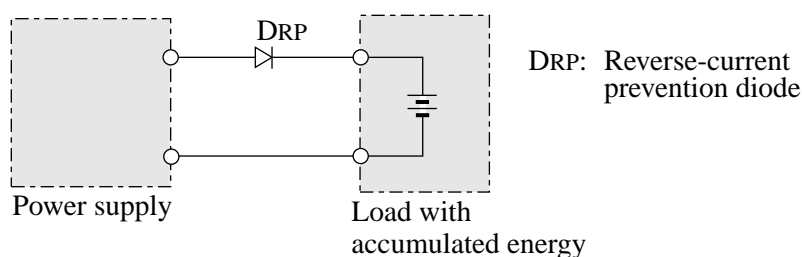 DRP
DRP: Reverse-current
prevention diode
Power supply
Load with
accumulated energy